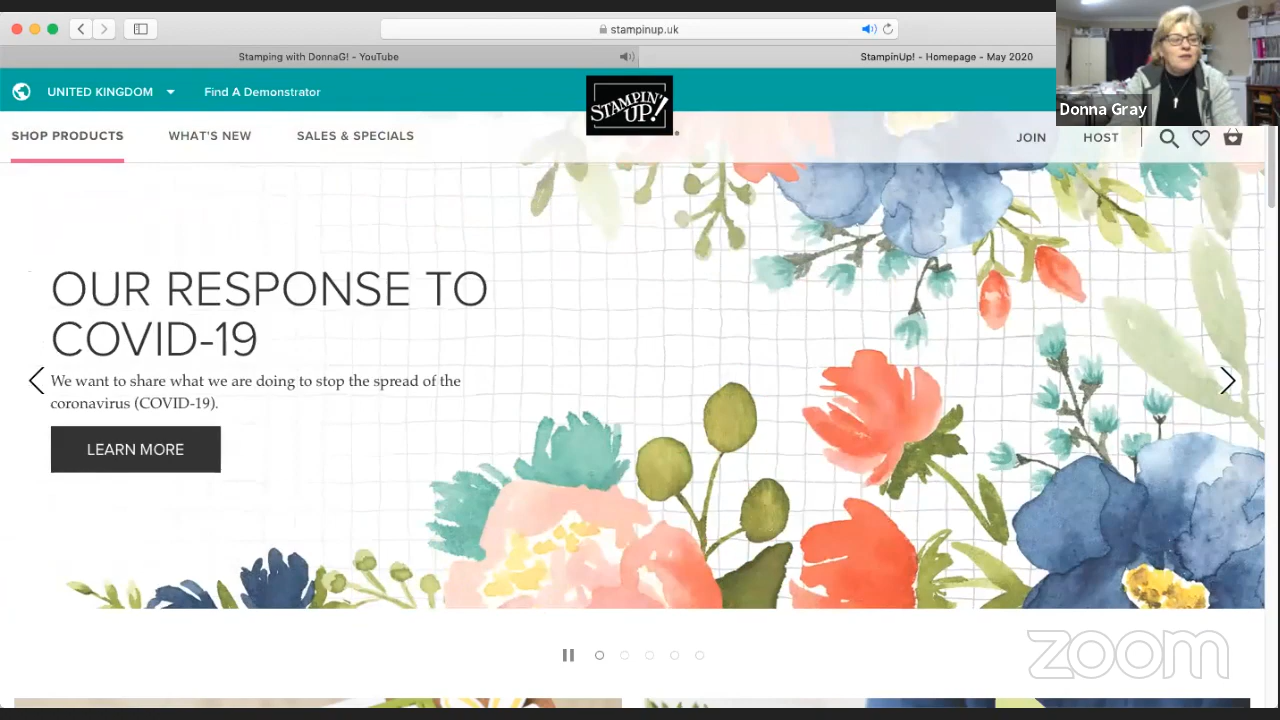 stampinup.uk
Stamping with DonnaG! - YouTube
StampinUp! - Homepage - May 2020
UNITED KINGDOM
Find A Demonstrator
STAMPIN' UP!
Donna Gray
SHOP PRODUCTS
WHAT'S NEW
SALES & SPECIALS
JOIN
HOST
OUR RESPONSE TO
COVID-19
We want to share what we are doing to stop the spread of the
coronavirus (COVID-19).
LEARN MORE
zoom